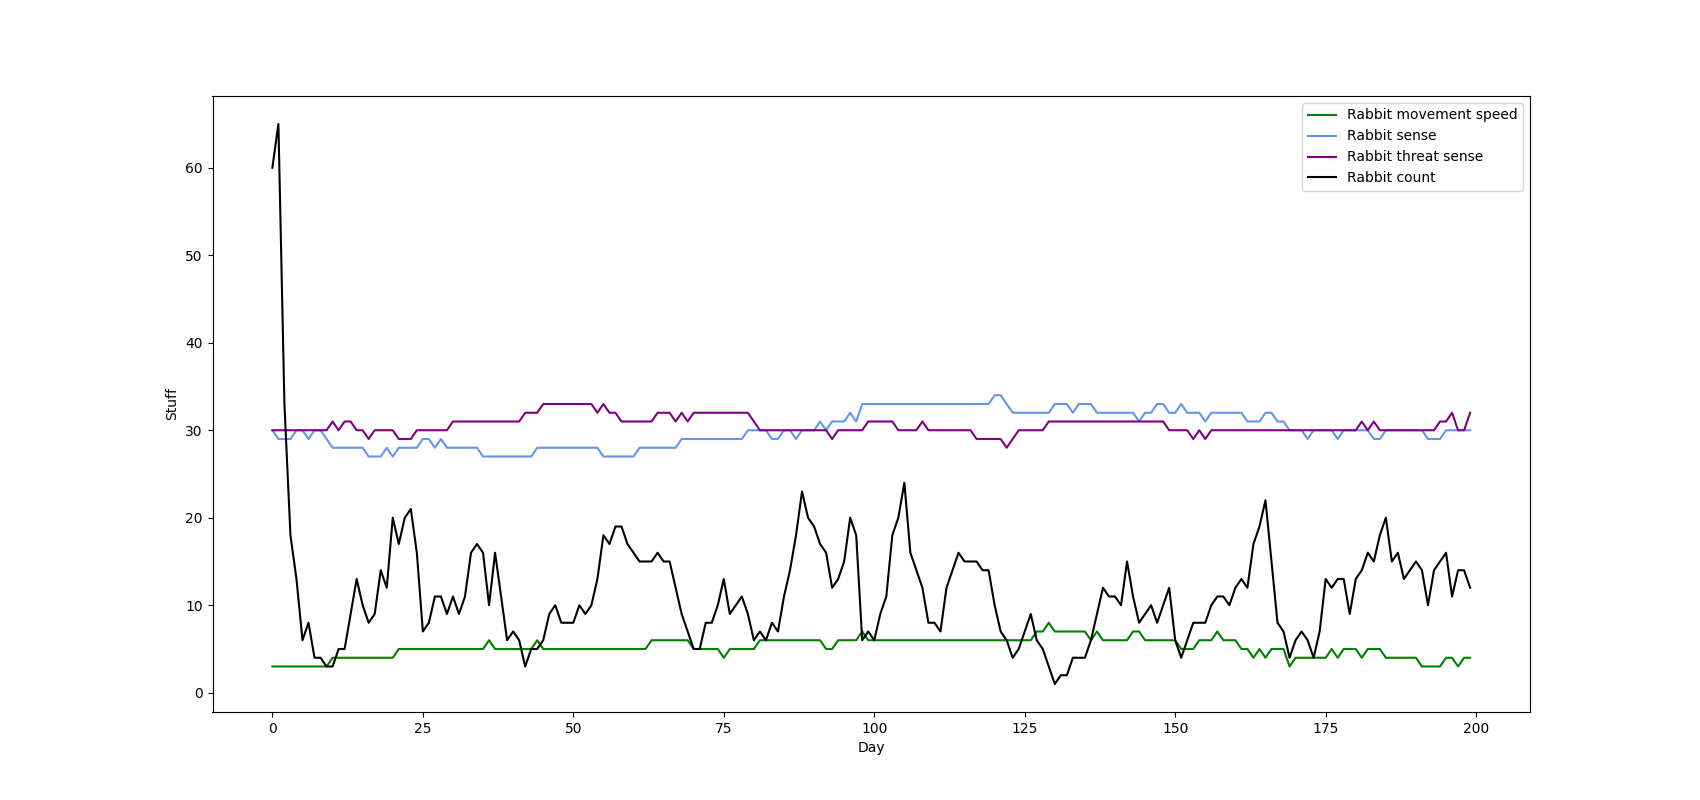 Rabbit movement speed
Rabbit sense
Rabbit threat sense
Rabbit count
60
50
40
30
20
10
0
Stuff
0 25 50 75 100 125 150 175 200
Day